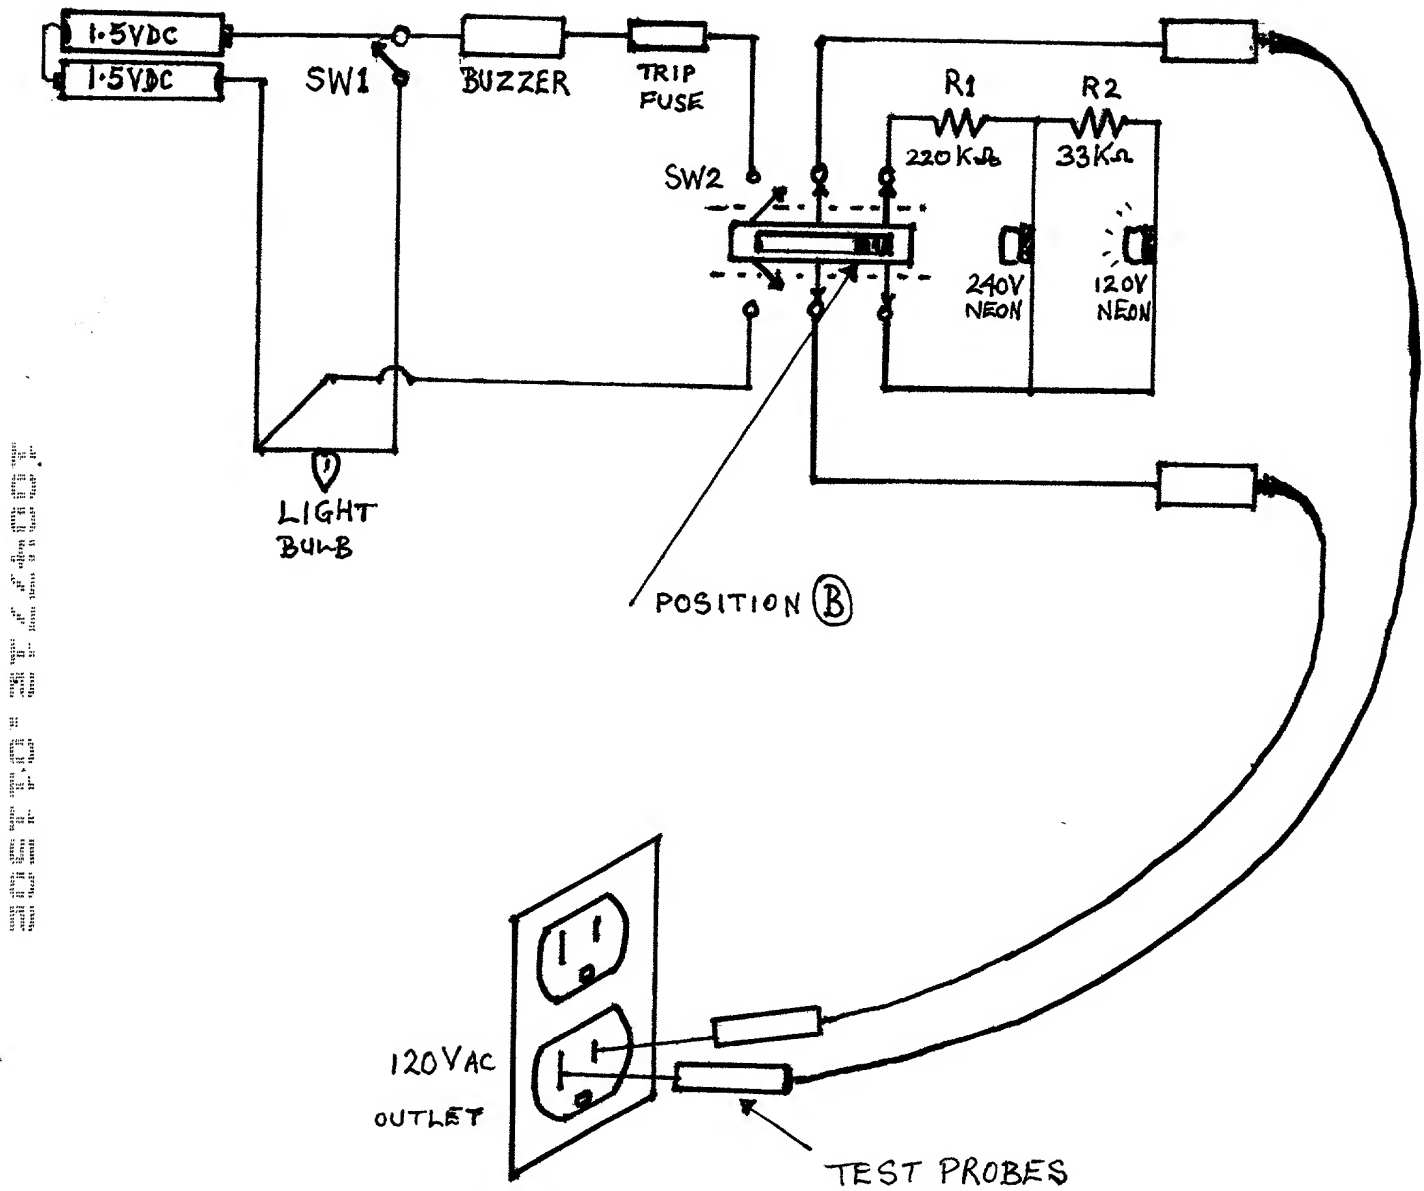 1.5VDC
1.5VDC
SW1
BUZZER
TRIP
FUSE
R1
220KΩ
R2
33KΩ
SW2
240V
NEON
120V
NEON
LIGHT
BULB
POSITION B
120VAC
OUTLET
TEST PROBES